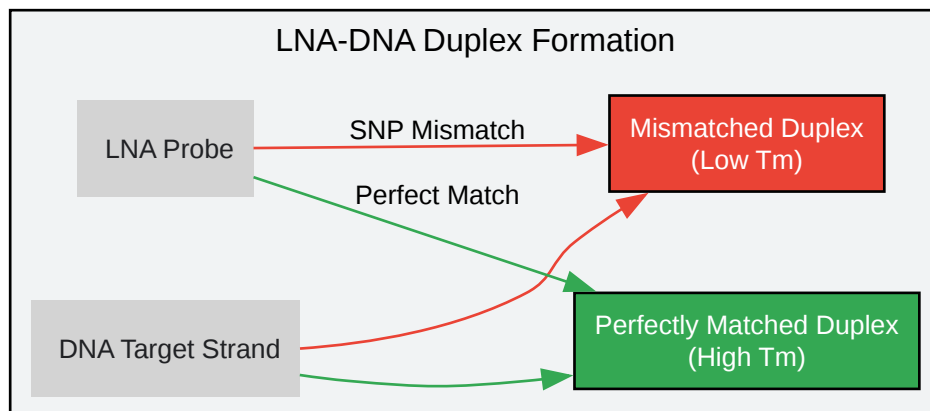 LNA-DNA Duplex Formation
LNA Probe
SNP Mismatch
Mismatched Duplex
(Low Tm)
Perfect Match
DNA Target Strand
Perfectly Matched Duplex
(High Tm)